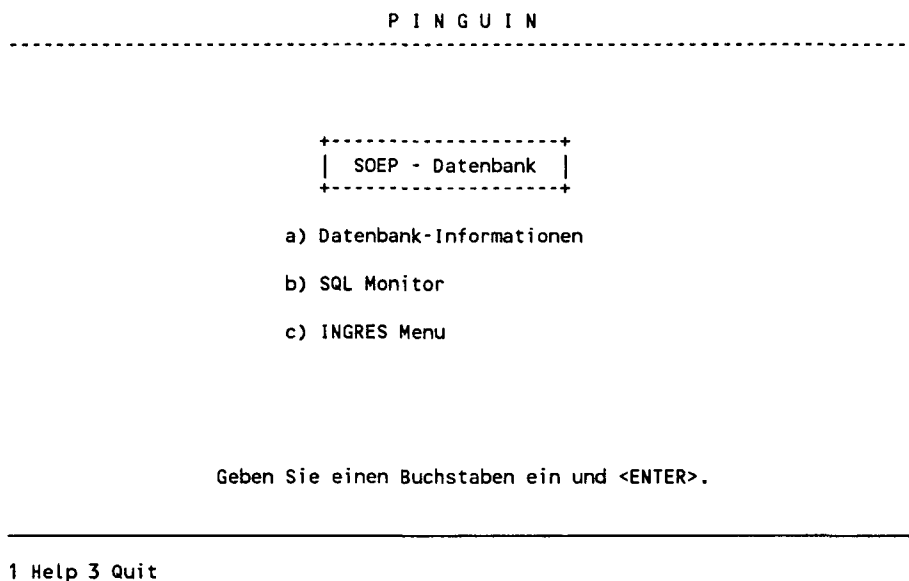 P I N G U I N
SOEP - Datenbank
a) Datenbank-Informationen
b) SQL Monitor
c) INGRES Menu
Geben Sie einen Buchstaben ein und <ENTER>.
1 Help 3 Quit